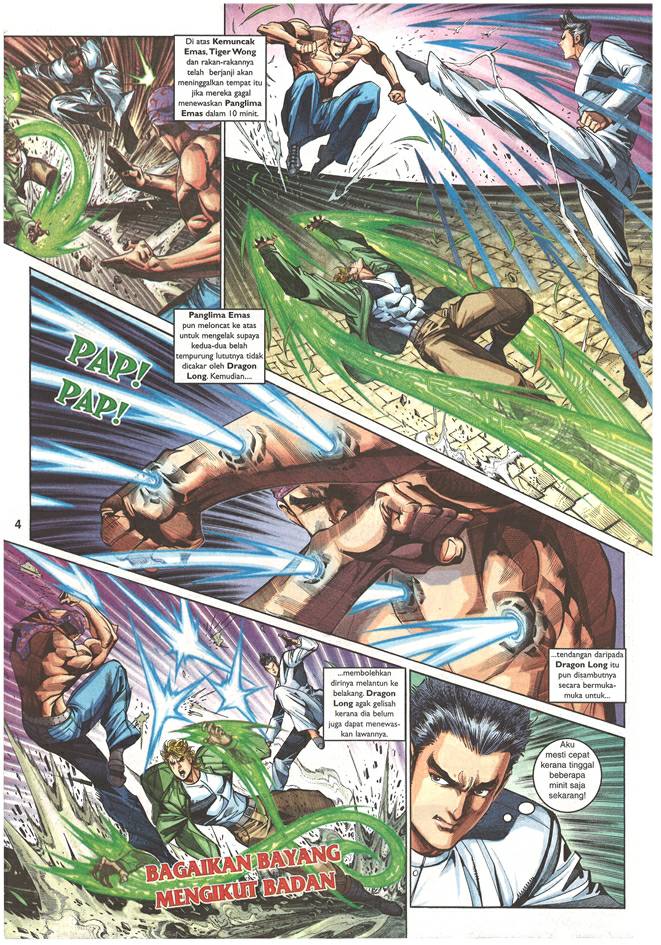 Di atas Kemuncak
Emas, Tiger Wong
dan rakan-rakannya
telah berjanji akan
meninggalkan tempat itu
jika mereka gagal
menewaskan Panglima
Emas dalam 10 minit.
Panglima Emas
pun meloncat ke atas
untuk mengelak supaya
kedua-dua belah
tempurung lututnya tidak
dicakar oleh Dragon
Long. Kemudian....
PAP!
PAP!
4
...tendangan daripada
Dragon Long itu
pun disambutnya
secara bermuka-
muka untuk...
...membolehkan
dirinya melantun ke
belakang. Dragon
Long agak gelisah
kerana dia belum
juga dapat menewas-
kan lawannya.
BAGAIKAN BAYANG
MENGIKUT BADAN
Aku
mesti cepat
kerana tinggal
beberapa
minit saja
sekarang!